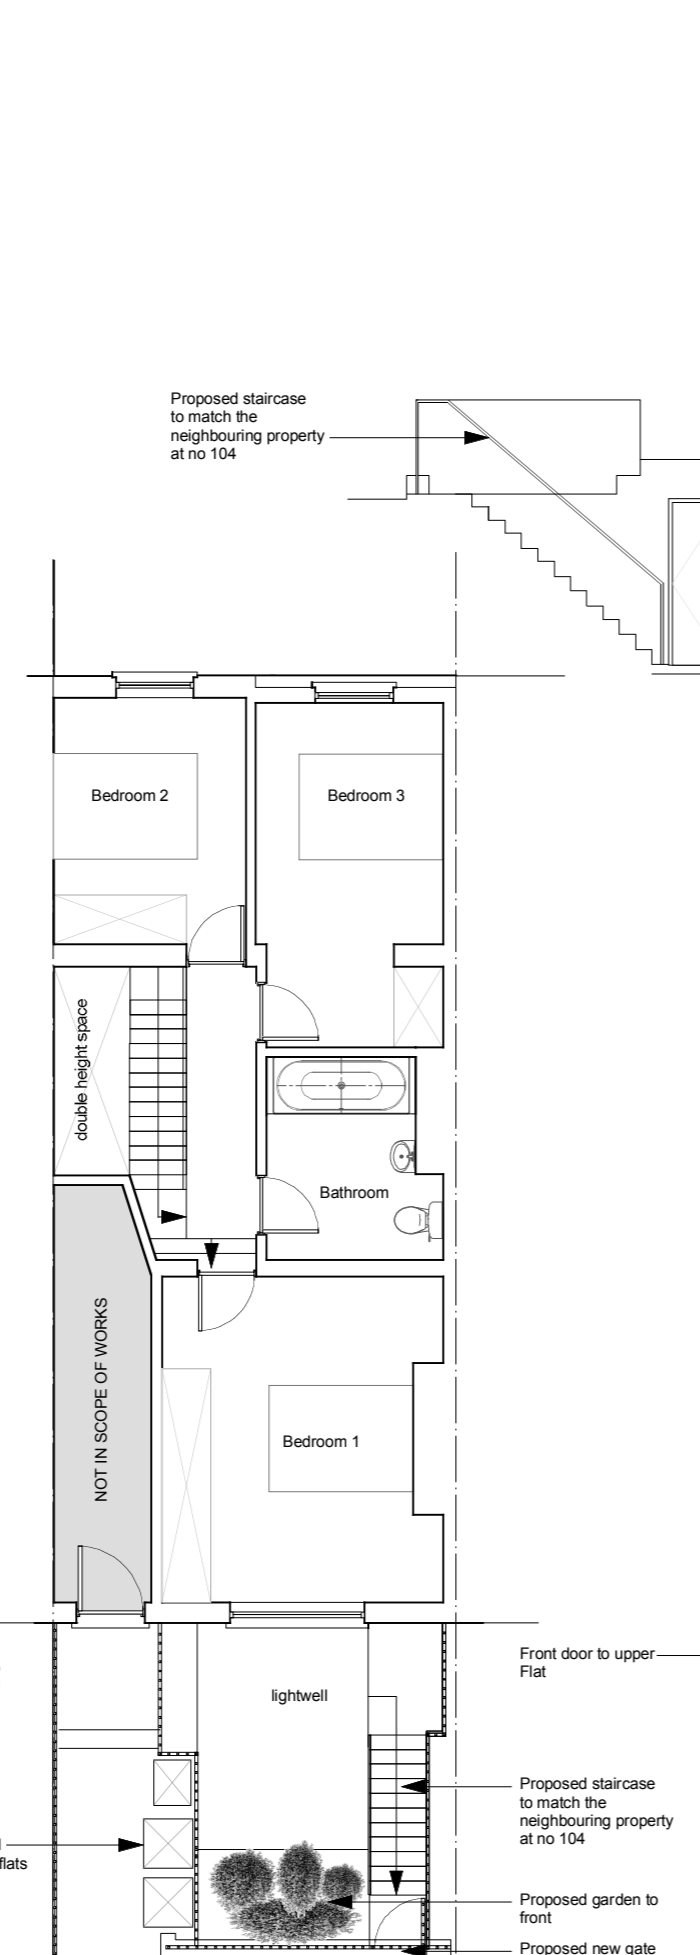 Proposed staircase
to match the
neighbouring property
at no 104
Bedroom 2
Bedroom 3
double height space
Bathroom
NOT IN SCOPE OF WORKS
Bedroom 1
lightwell
Front door to upper
Flat
Proposed staircase
to match the
neighbouring property
at no 104
flats
Proposed garden to
front
Proposed new gate